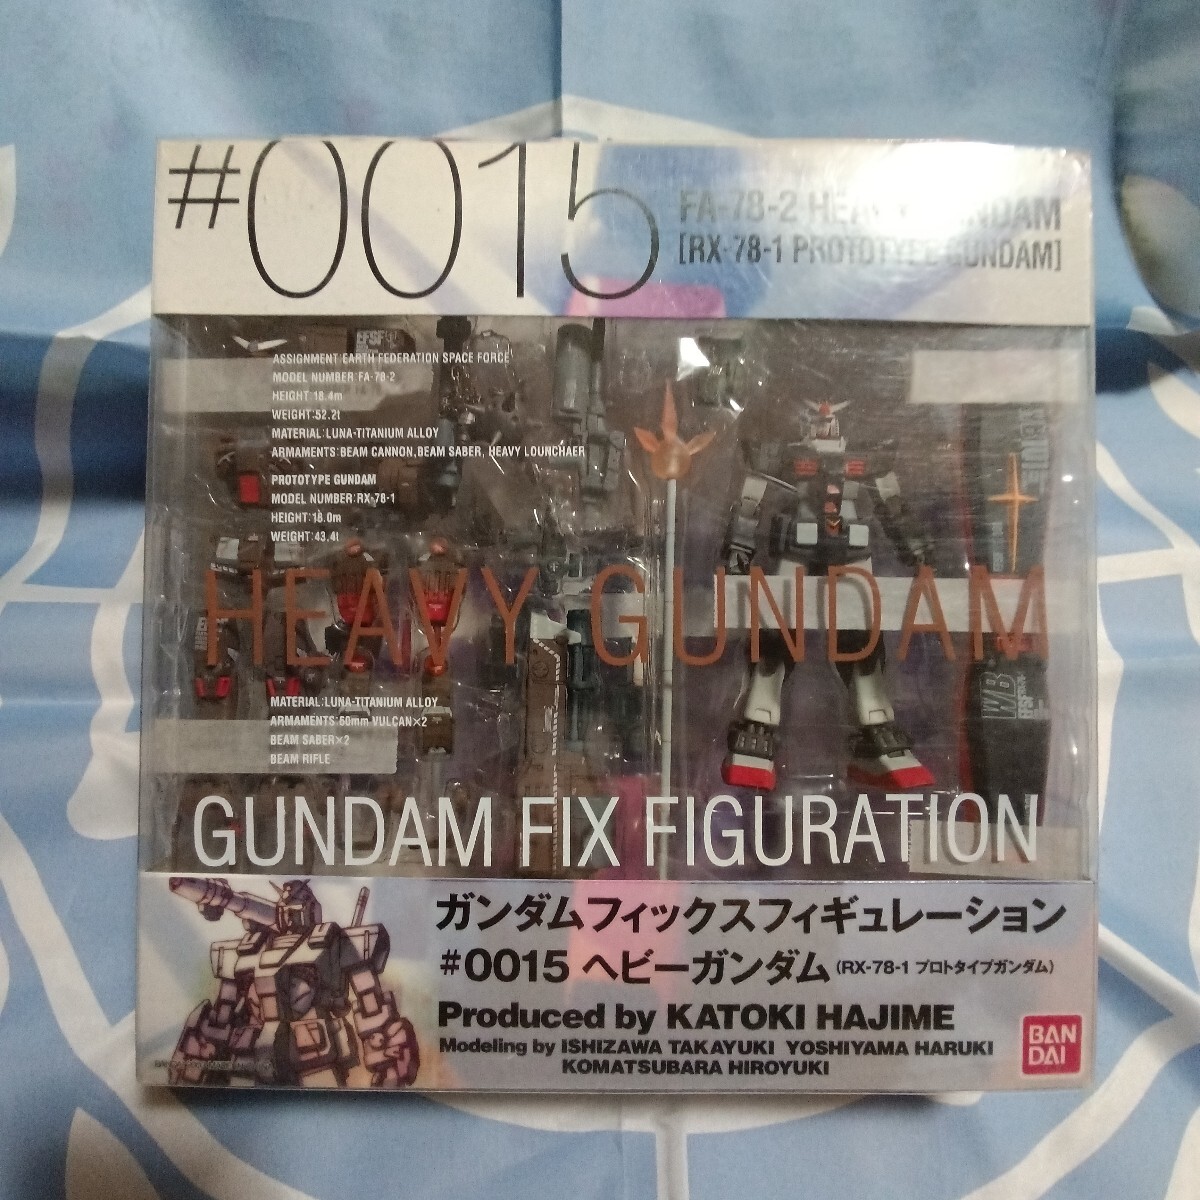 #0015
FA-78-2 HEAVY GUNDAM
[RX-78-1 PROTOTYPE GUNDAM]
EFSF
ASSIGNMENT:EARTH FEDERATION SPACE FORCE
MODEL NUMBER:FA-78-2
HEIGHT:18.4m
WEIGHT:52.2t
MATERIAL:LUNA-TITANIUM ALLOY
ARMAMENTS:BEAM CANNON,BEAM SABER, HEAVY LOUNCHAER
PROTOTYPE GUNDAM
MODEL NUMBER:RX-78-1
HEIGHT:18.0m
WEIGHT:43.4t
HEAVY GUNDAM
WB
MATERIAL:LUNA-TITANIUM ALLOY
ARMAMENTS:60mm VULCAN×2
BEAM SABER×2
BEAM RIFLE
GUNDAM FIX FIGURATION
ガンダムフィックスフィギュレーション
#0015 ヘビーガンダム (RX-78-1 プロトタイプガンダム)
Produced by KATOKI HAJIME
Modeling by ISHIZAWA TAKAYUKI YOSHIYAMA HARUKI
KOMATSUBARA HIROYUKI
BAN
DAI